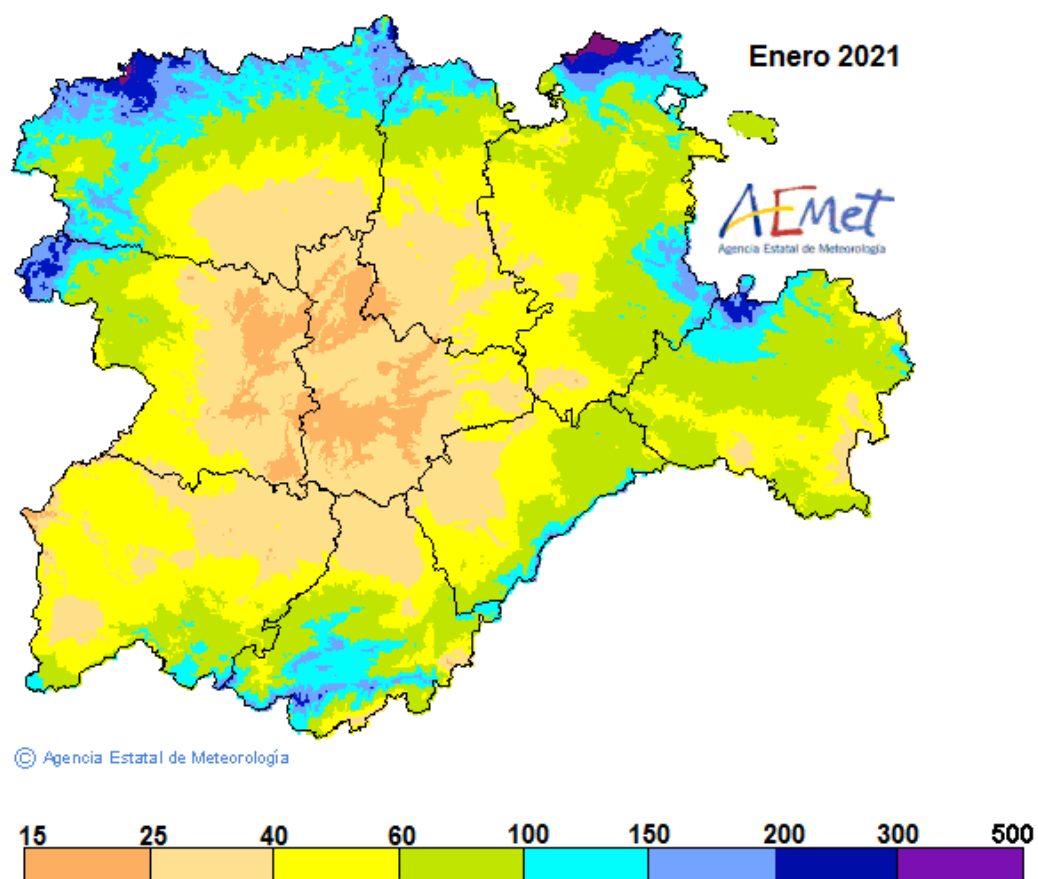 Enero 2021
AEMet
Agencia Estatal de Meteorología
© Agencia Estatal de Meteorología
15 25 40 60 100 150 200 300 500